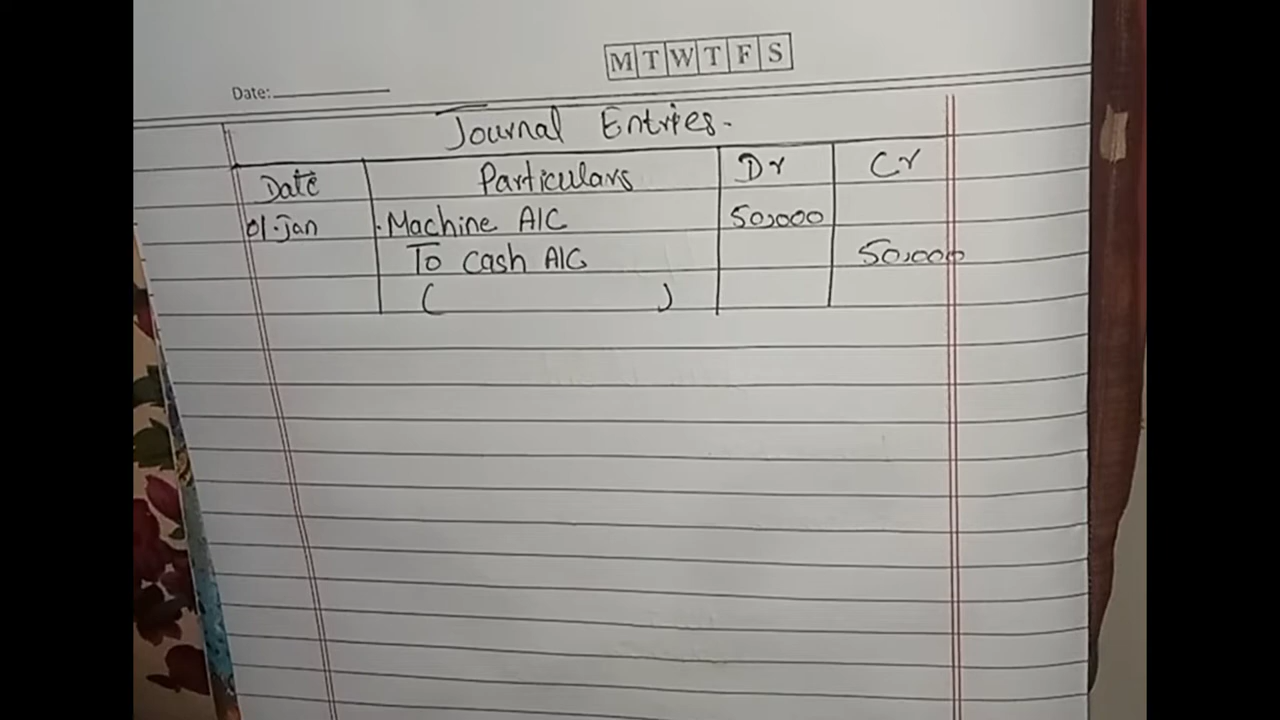 M T W T F S
Date:
Journal Entries.
Date Particulars Dr Cr
01.jan Machine A/C 50,000
To cash A/C 50,000
( )